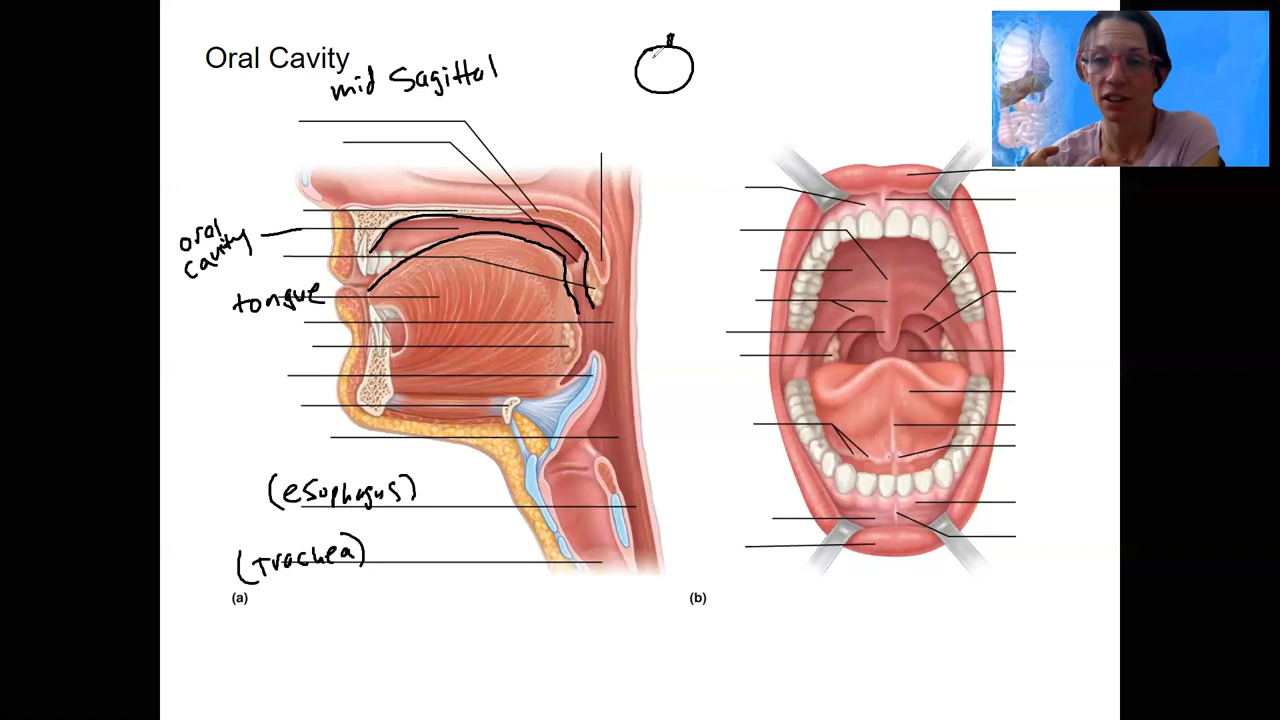 Oral Cavity
mid Sagittal
oral
cavity
tongue
(esophagus)
(trachea)
(a)
(b)